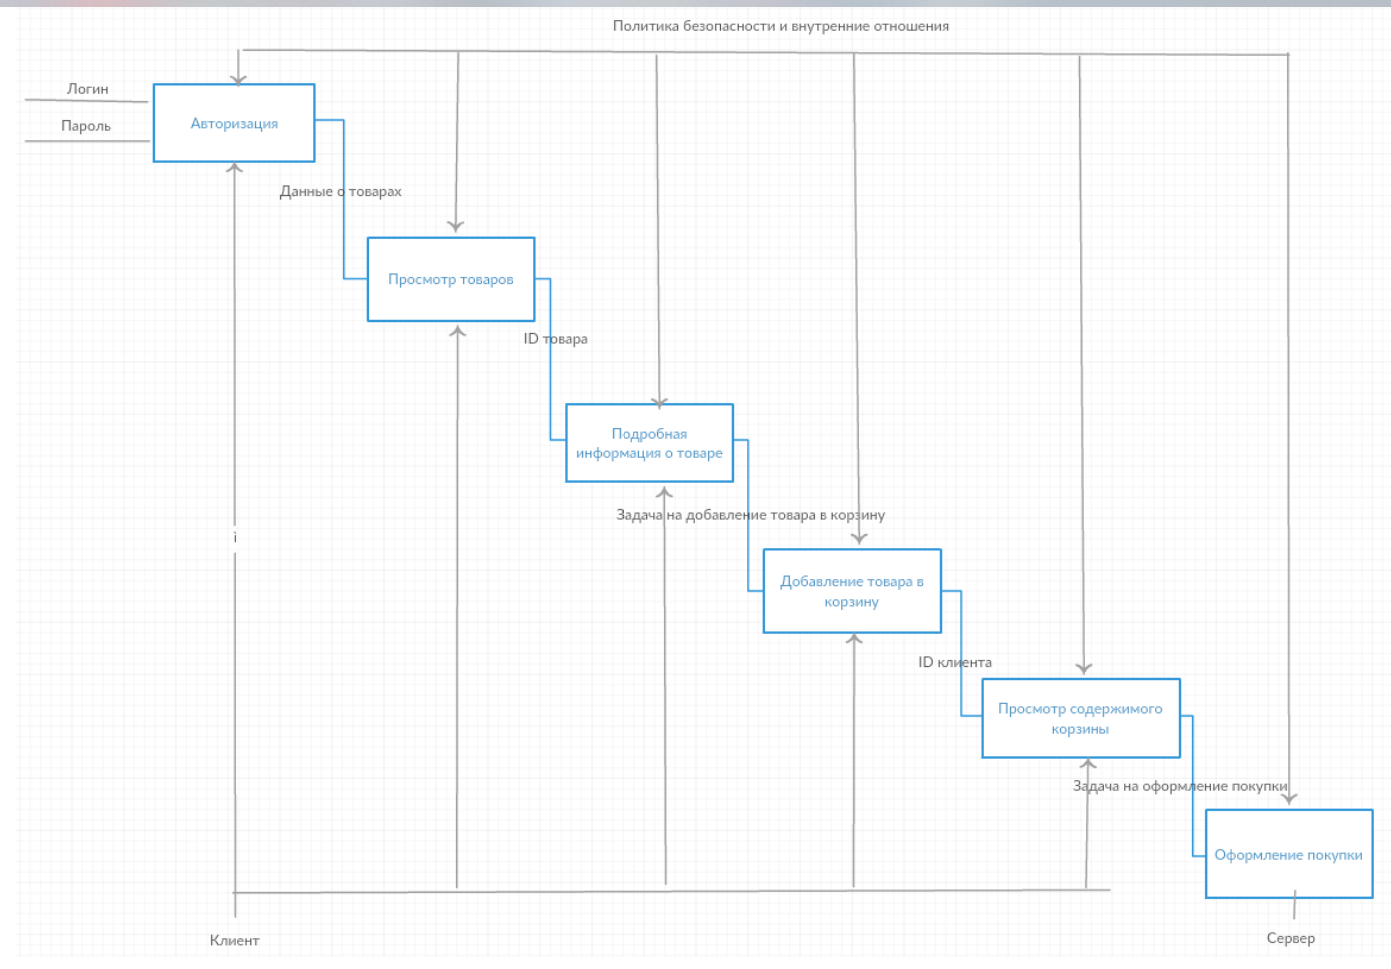 Политика безопасности и внутренние отношения
Логин
Пароль
Авторизация
Данные о товарах
Просмотр товаров
ID товара
Подробная
информация о товаре
Задача на добавление товара в корзину
i
Добавление товара в
корзину
ID клиента
Просмотр содержимого
корзины
Задача на оформление покупки
Оформление покупки
Клиент
Сервер